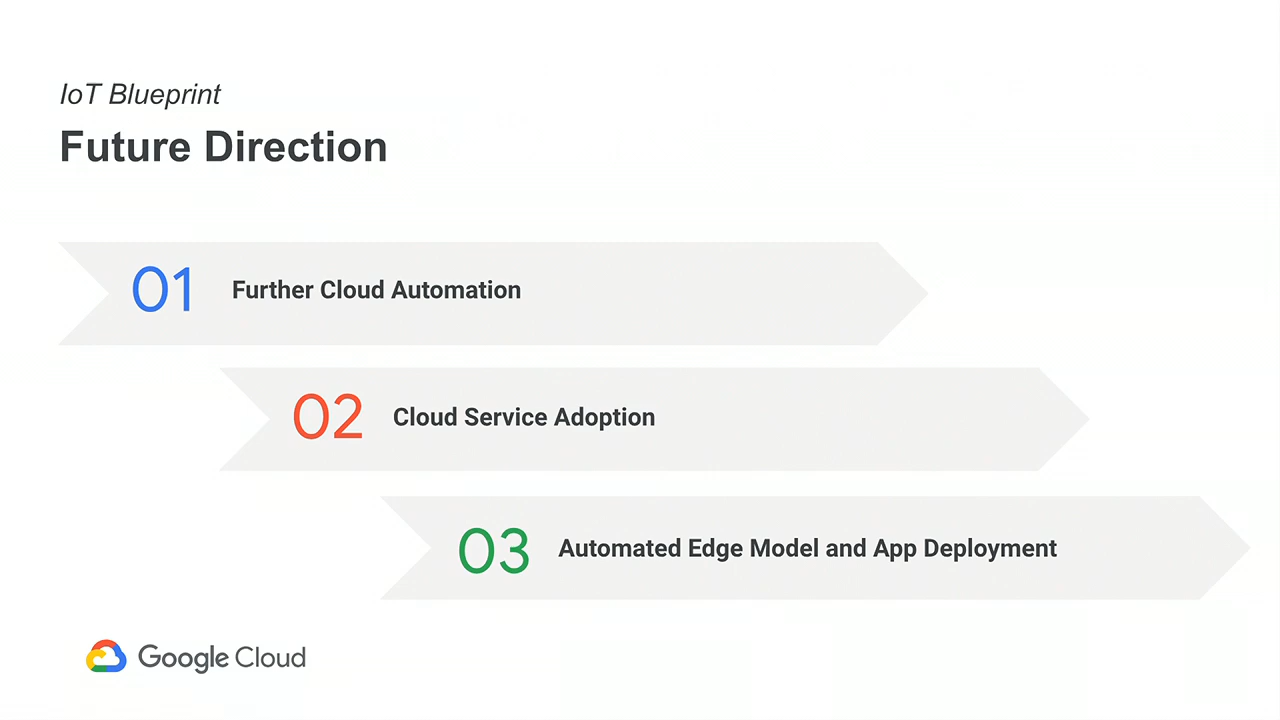 IoT Blueprint
Future Direction
01 Further Cloud Automation
02 Cloud Service Adoption
03 Automated Edge Model and App Deployment
Google Cloud